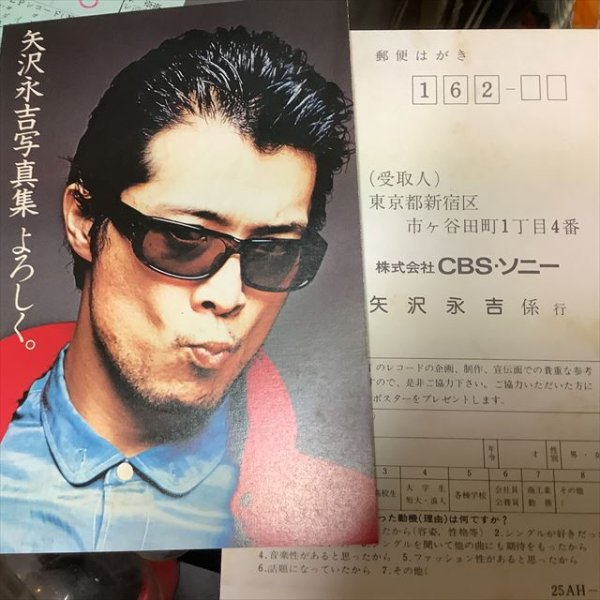 矢沢永吉写真集 よろしく。
郵便はがき
162-
(受取人)
東京都新宿区
市ヶ谷田町1丁目4番
株式会社 CBS・ソニー
矢沢永吉係 行
のレコードの企画、制作、宣伝面での貴重な参考
すので、是非ご協力下さい。ご協力いただいた方に
ポスターをプレゼントします。
年令 才 性別 男・
3 4 5 6 7 8
高校生 大学生 短大・浪人 各種学校 会社員 公務員 商工業 勤務 その他
った動機(理由)は何ですか?
たから(容姿、性格等) 2.シングルが好きだっ
ングルを聞いて他の曲にも期待をもったから
4.音楽性があると思ったから 5.ファッション性があると思ったから
6.話題になっていたから 7.その他(
25AH-